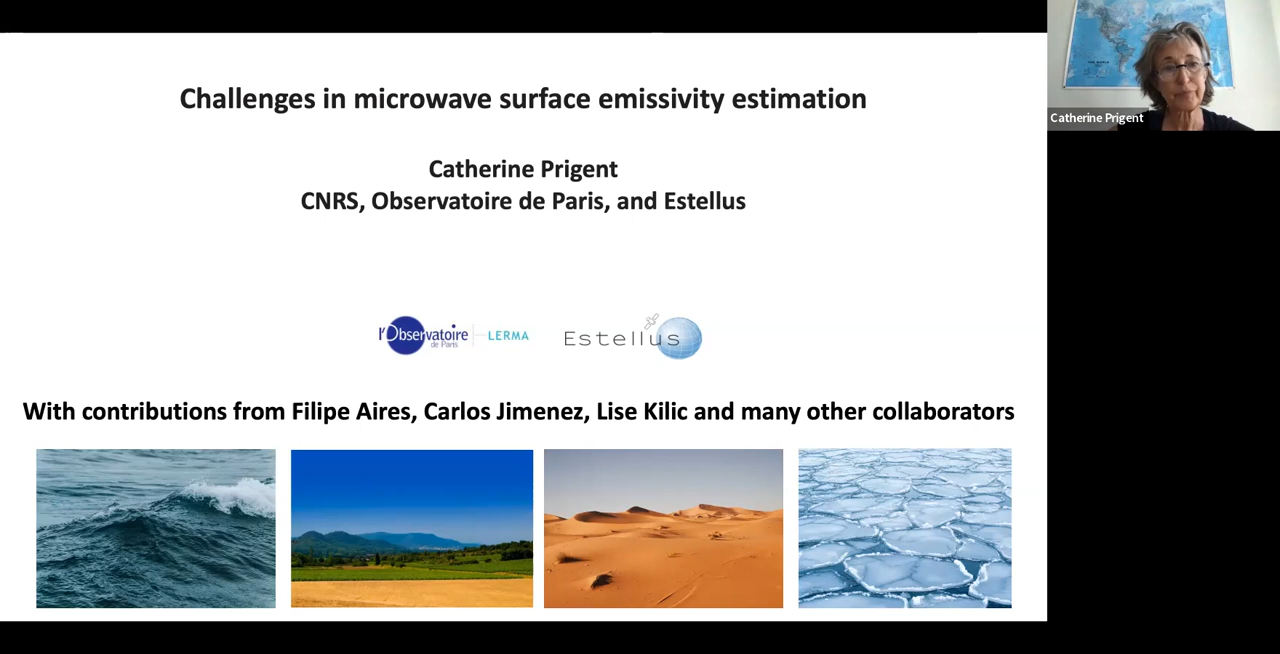 Challenges in microwave surface emissivity estimation
Catherine Prigent
CNRS, Observatoire de Paris, and Estellus
l'Observatoire
de Paris
LERMA
Estellus
With contributions from Filipe Aires, Carlos Jimenez, Lise Kilic and many other collaborators
Catherine Prigent